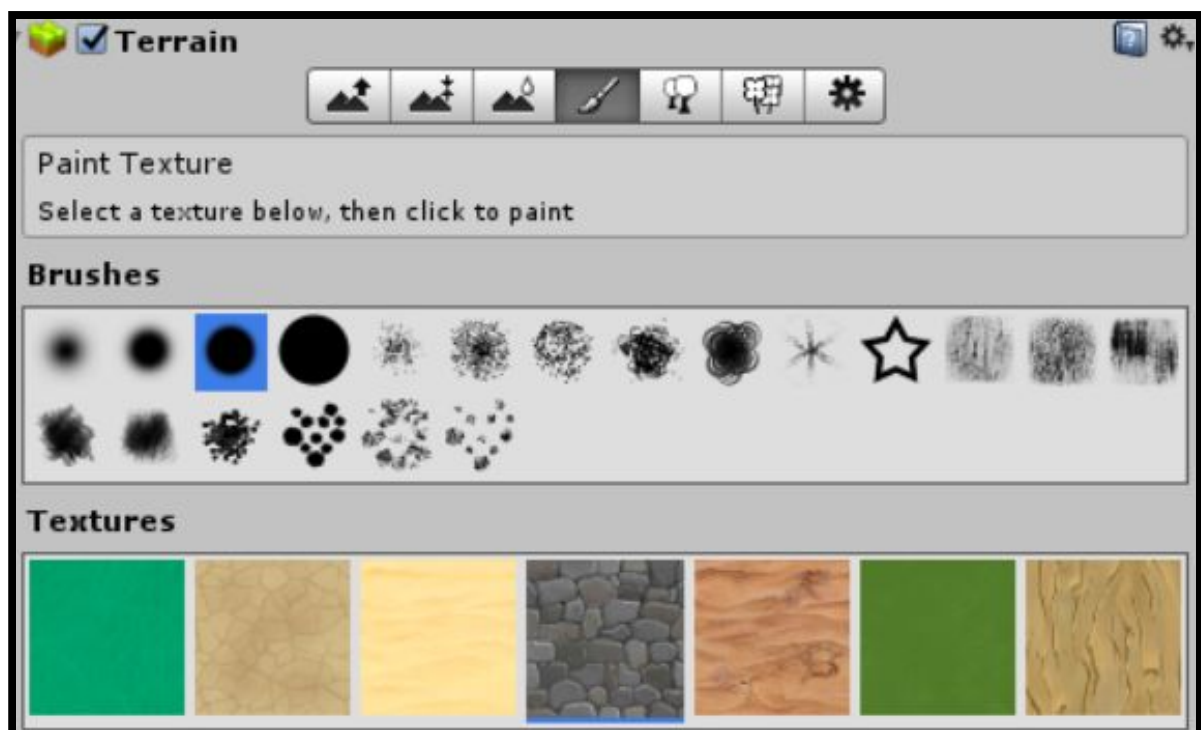 Terrain
Paint Texture
Select a texture below, then click to paint
Brushes
Textures